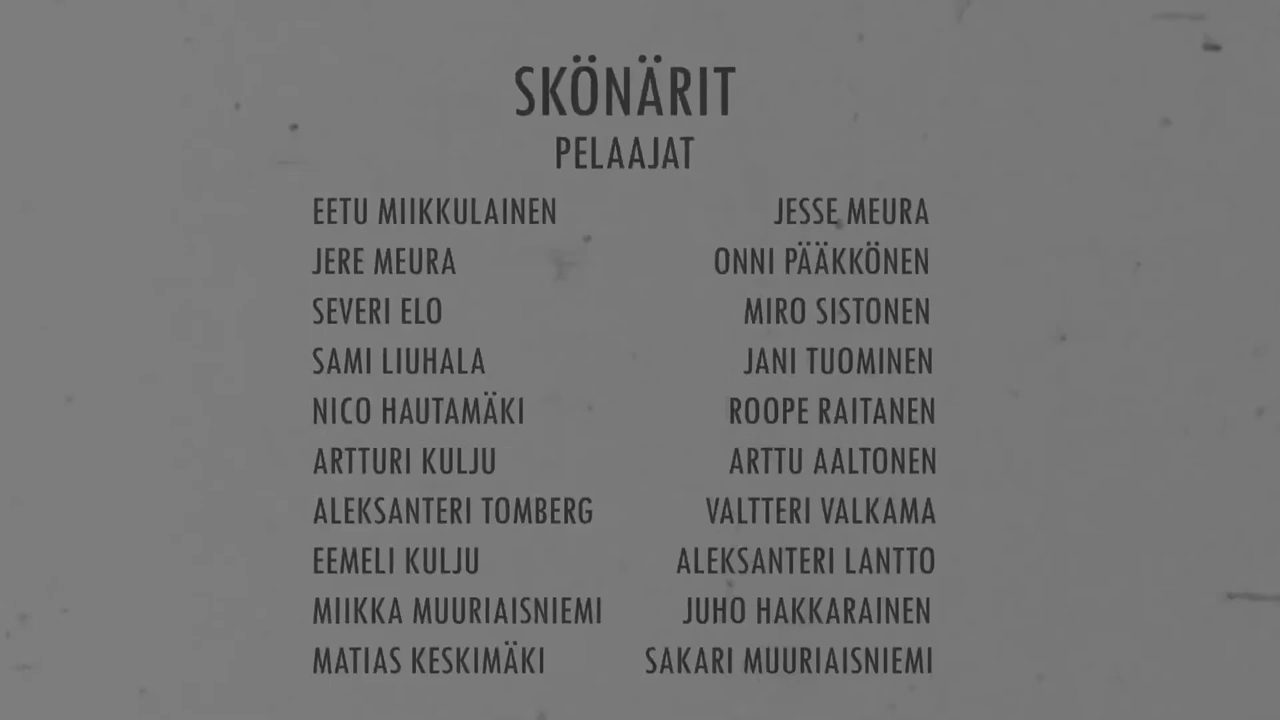 SKÖNÄRIT
PELAAJAT
EETU MIIKKULAINEN JESSE MEURA
JERE MEURA ONNI PÄÄKKÖNEN
SEVERI ELO MIRO SISTONEN
SAMI LIUHALA JANI TUOMINEN
NICO HAUTAMÄKI ROOPE RAITANEN
ARTTURI KULJU ARTTU AALTONEN
ALEKSANTERI TOMBERG VALTTERI VALKAMA
EEMELI KULJU ALEKSANTERI LANTTO
MIIKKA MUURIAISNIEMI JUHO HAKKARAINEN
MATIAS KESKIMÄKI SAKARI MUURIAISNIEMI